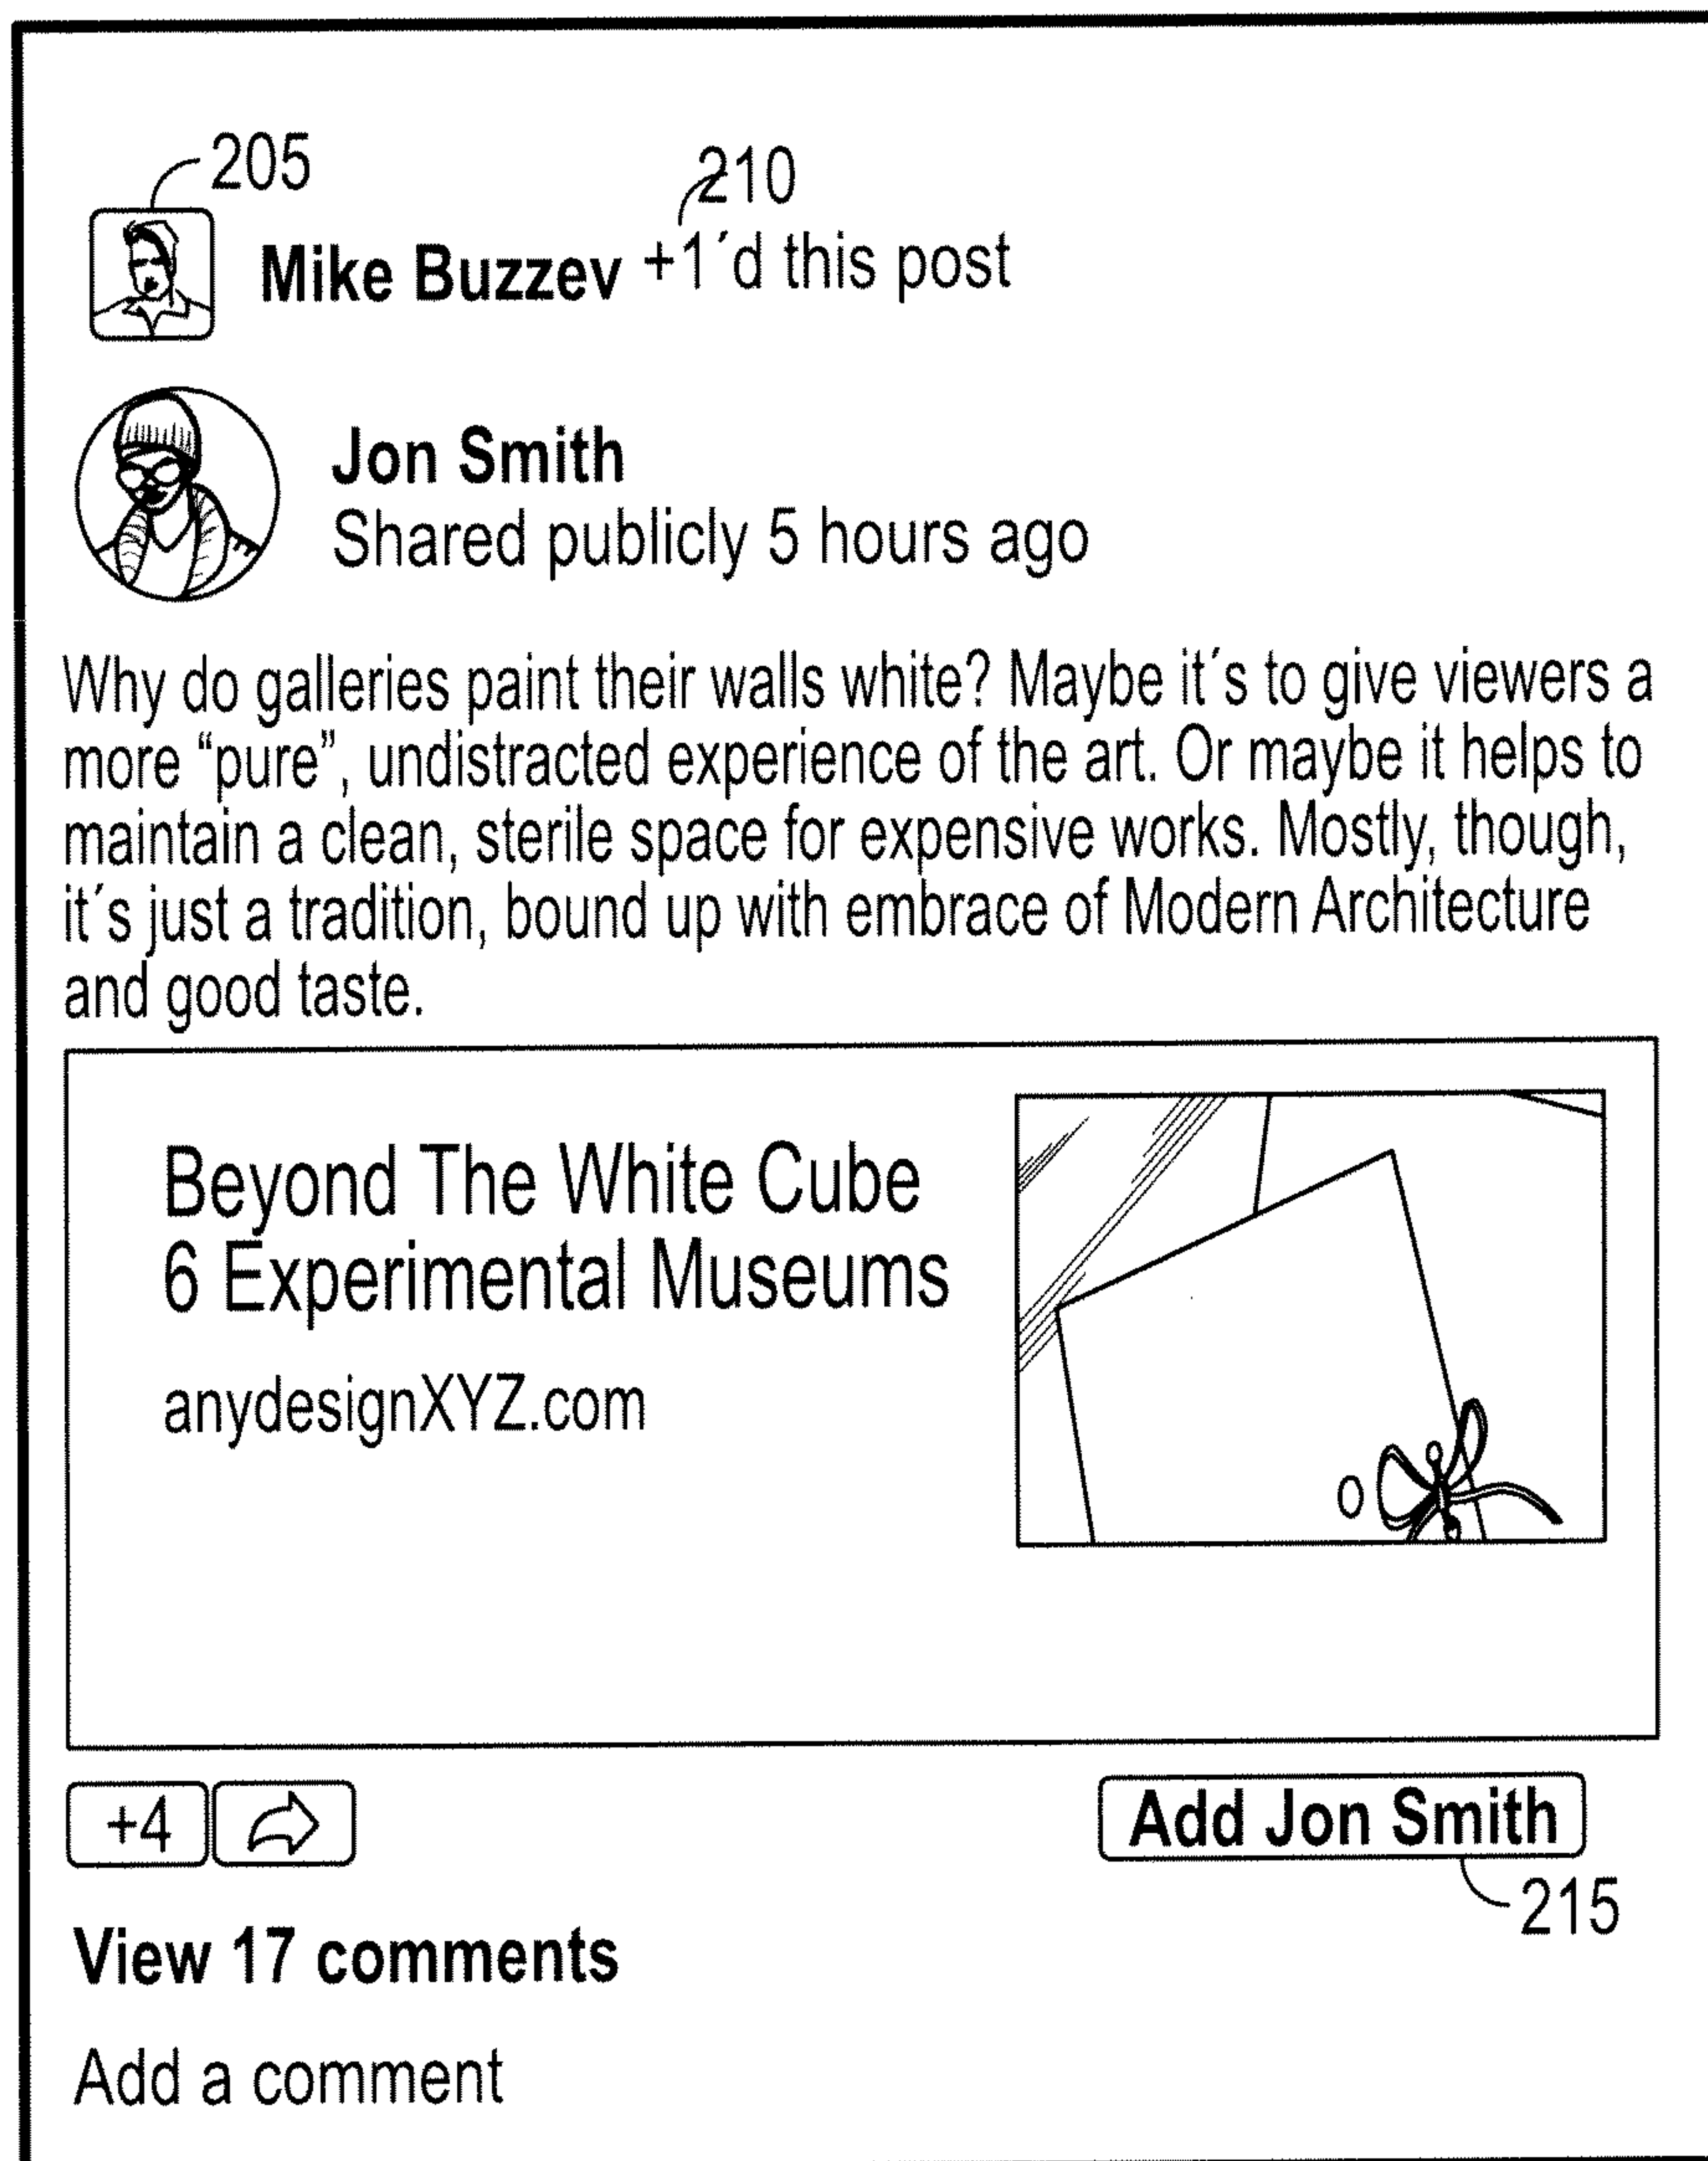 205
210
Mike Buzzev +1´d this post
Jon Smith
Shared publicly 5 hours ago
Why do galleries paint their walls white? Maybe it´s to give viewers a
more “pure”, undistracted experience of the art. Or maybe it helps to
maintain a clean, sterile space for expensive works. Mostly, though,
it´s just a tradition, bound up with embrace of Modern Architecture
and good taste.
Beyond The White Cube
6 Experimental Museums
anydesignXYZ.com
+4
Add Jon Smith
215
View 17 comments
Add a comment